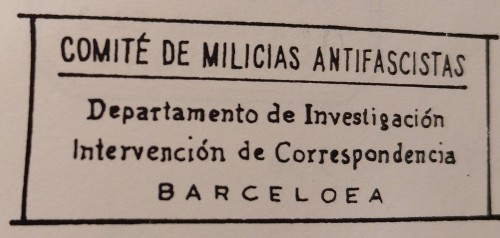 COMITÉ DE MILICIAS ANTIFASCISTAS
Departamento de Investigación
Intervención de Correspondencia
BARCELOEA